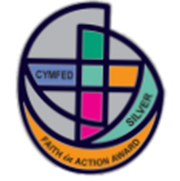 CYMFED
SILVER
FAITH in ACTION AWARD